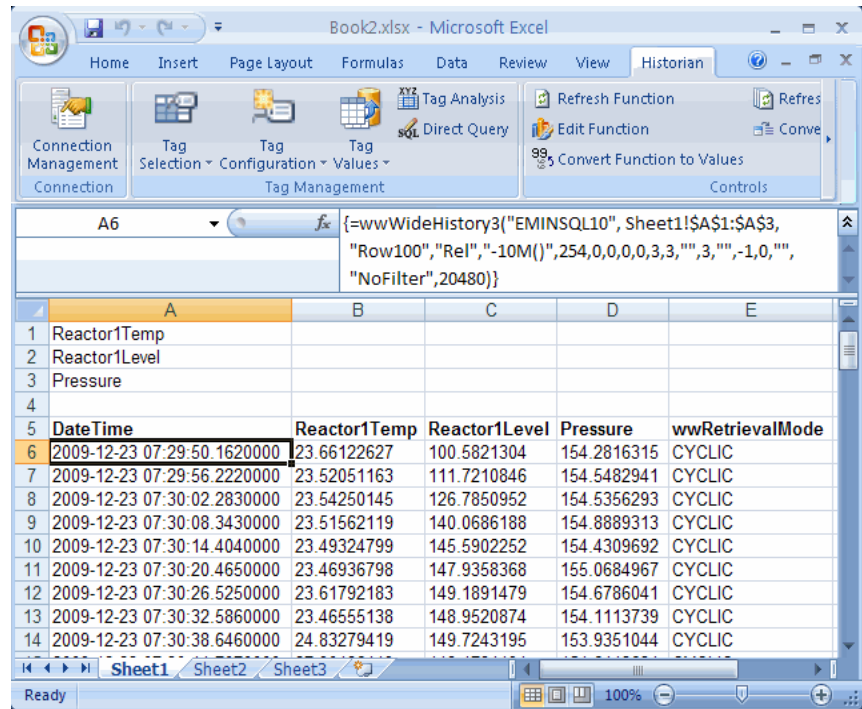 Book2.xlsx - Microsoft Excel
Home Insert Page Layout Formulas Data Review View Historian
Connection Management
Tag Selection
Tag Configuration
Tag Values
XYZ Tag Analysis
SQL Direct Query
Refresh Function
Edit Function
Convert Function to Values
Refres
Conve
Connection Tag Management Controls
A6 fx {=wwWideHistory3("EMINSQL10", Sheet1!$A$1:$A$3,
"Row100","Rel","-10M()",254,0,0,0,0,3,3,"",3,"",-1,0,"",
"NoFilter",20480)}
A B C D E
1 Reactor1Temp
2 Reactor1Level
3 Pressure
4
5 DateTime Reactor1Temp Reactor1Level Pressure wwRetrievalMode
6 2009-12-23 07:29:50.1620000 23.66122627 100.5821304 154.2816315 CYCLIC
7 2009-12-23 07:29:56.2220000 23.52051163 111.7210846 154.5482941 CYCLIC
8 2009-12-23 07:30:02.2830000 23.54250145 126.7850952 154.5356293 CYCLIC
9 2009-12-23 07:30:08.3430000 23.51562119 140.0686188 154.8889313 CYCLIC
10 2009-12-23 07:30:14.4040000 23.49324799 145.5902252 154.4309692 CYCLIC
11 2009-12-23 07:30:20.4650000 23.46936798 147.9358368 155.0684967 CYCLIC
12 2009-12-23 07:30:26.5250000 23.61792183 149.1891479 154.6786041 CYCLIC
13 2009-12-23 07:30:32.5860000 23.46555138 148.9520874 154.1113739 CYCLIC
14 2009-12-23 07:30:38.6460000 24.83279419 149.7243195 153.9351044 CYCLIC
Sheet1 Sheet2 Sheet3
Ready 100%